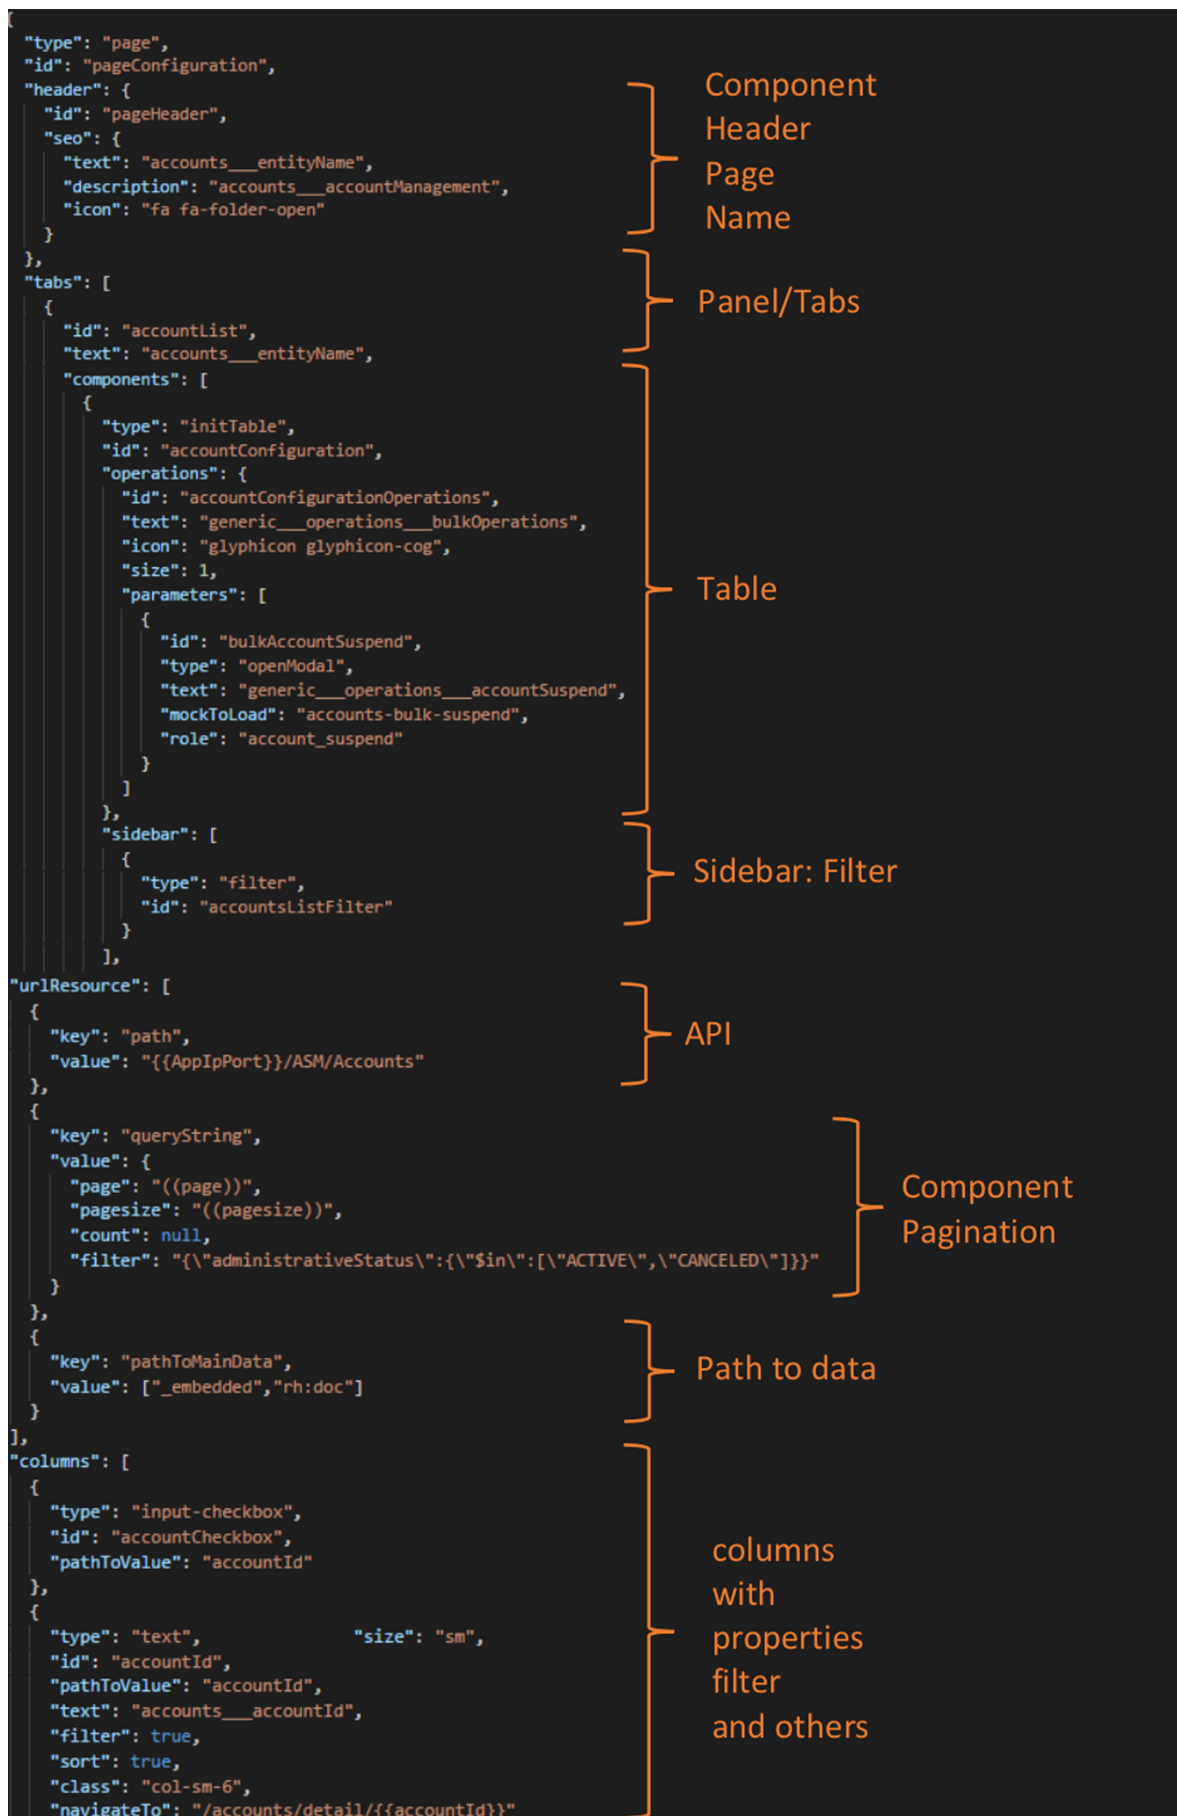 {
"type": "page",
"id": "pageConfiguration",
"header": {
"id": "pageHeader",
"seo": {
"text": "accounts___entityName",
"description": "accounts___accountManagement",
"icon": "fa fa-folder-open"
}
},
Component
Header
Page
Name
"tabs": [
{
"id": "accountList",
"text": "accounts___entityName",
Panel/Tabs
"components": [
{
"type": "initTable",
"id": "accountConfiguration",
"operations": {
"id": "accountConfigurationOperations",
"text": "generic___operations___bulkOperations",
"icon": "glyphicon glyphicon-cog",
"size": 1,
"parameters": [
{
"id": "bulkAccountSuspend",
"type": "openModal",
"text": "generic___operations___accountSuspend",
"mockToLoad": "accounts-bulk-suspend",
"role": "account_suspend"
}
]
},
Table
"sidebar": [
{
"type": "filter",
"id": "accountsListFilter"
}
],
Sidebar: Filter
"urlResource": [
{
"key": "path",
"value": "{{AppIpPort}}/ASM/Accounts"
},
API
{
"key": "queryString",
"value": {
"page": "((page))",
"pagesize": "((pagesize))",
"count": null,
"filter": "{\"administrativeStatus\":{\"$in\":[\"ACTIVE\",\"CANCELED\"]}}"
}
},
Component
Pagination
{
"key": "pathToMainData",
"value": ["_embedded","rh:doc"]
}
],
Path to data
"columns": [
{
"type": "input-checkbox",
"id": "accountCheckbox",
"pathToValue": "accountId"
},
{
"type": "text", "size": "sm",
"id": "accountId",
"pathToValue": "accountId",
"text": "accounts___accountId",
"filter": true,
"sort": true,
"class": "col-sm-6",
"navigateTo": "/accounts/detail/{{accountId}}"
columns
with
properties
filter
and others